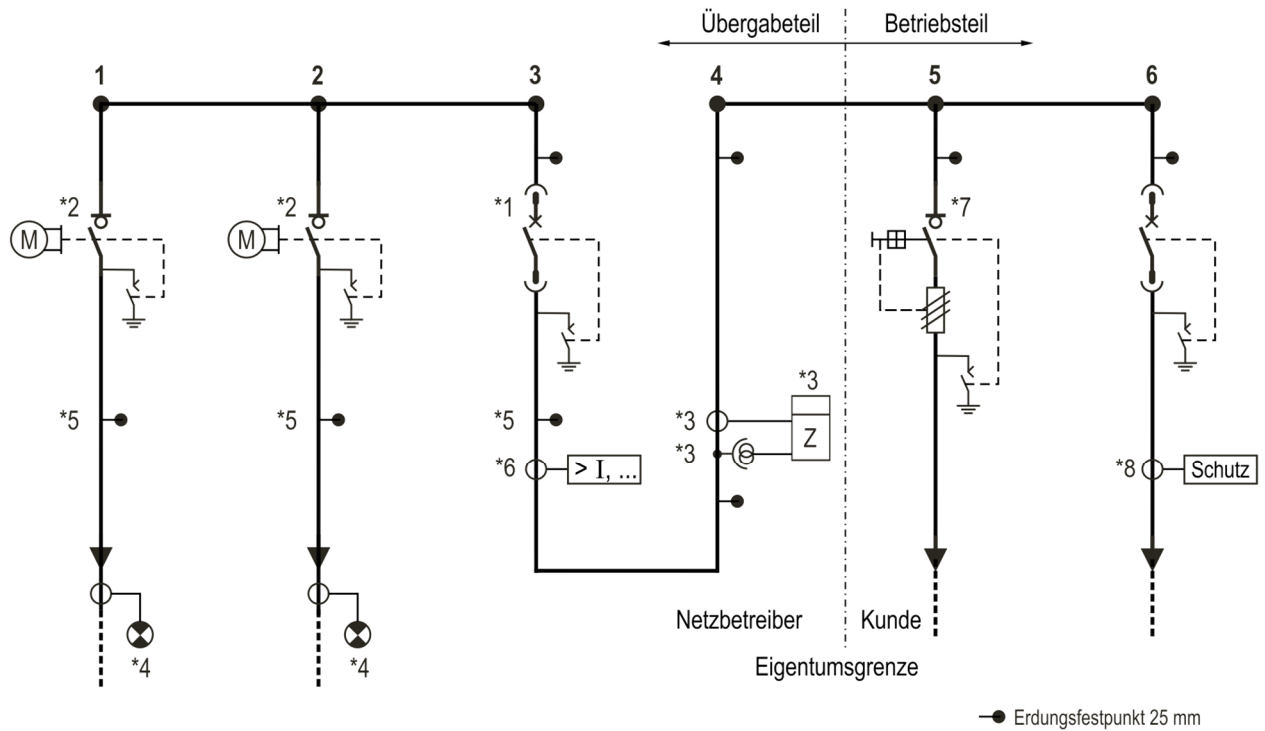 Übergabeteil Betriebsteil
1 2 3 4 5 6
*2 *2 *1 *7
M M
*3
*5 *5 *5 *3
Z
*3
*6 > I, ... *8 Schutz
Netzbetreiber Kunde
*4 *4
Eigentumsgrenze
Erdungsfestpunkt 25 mm